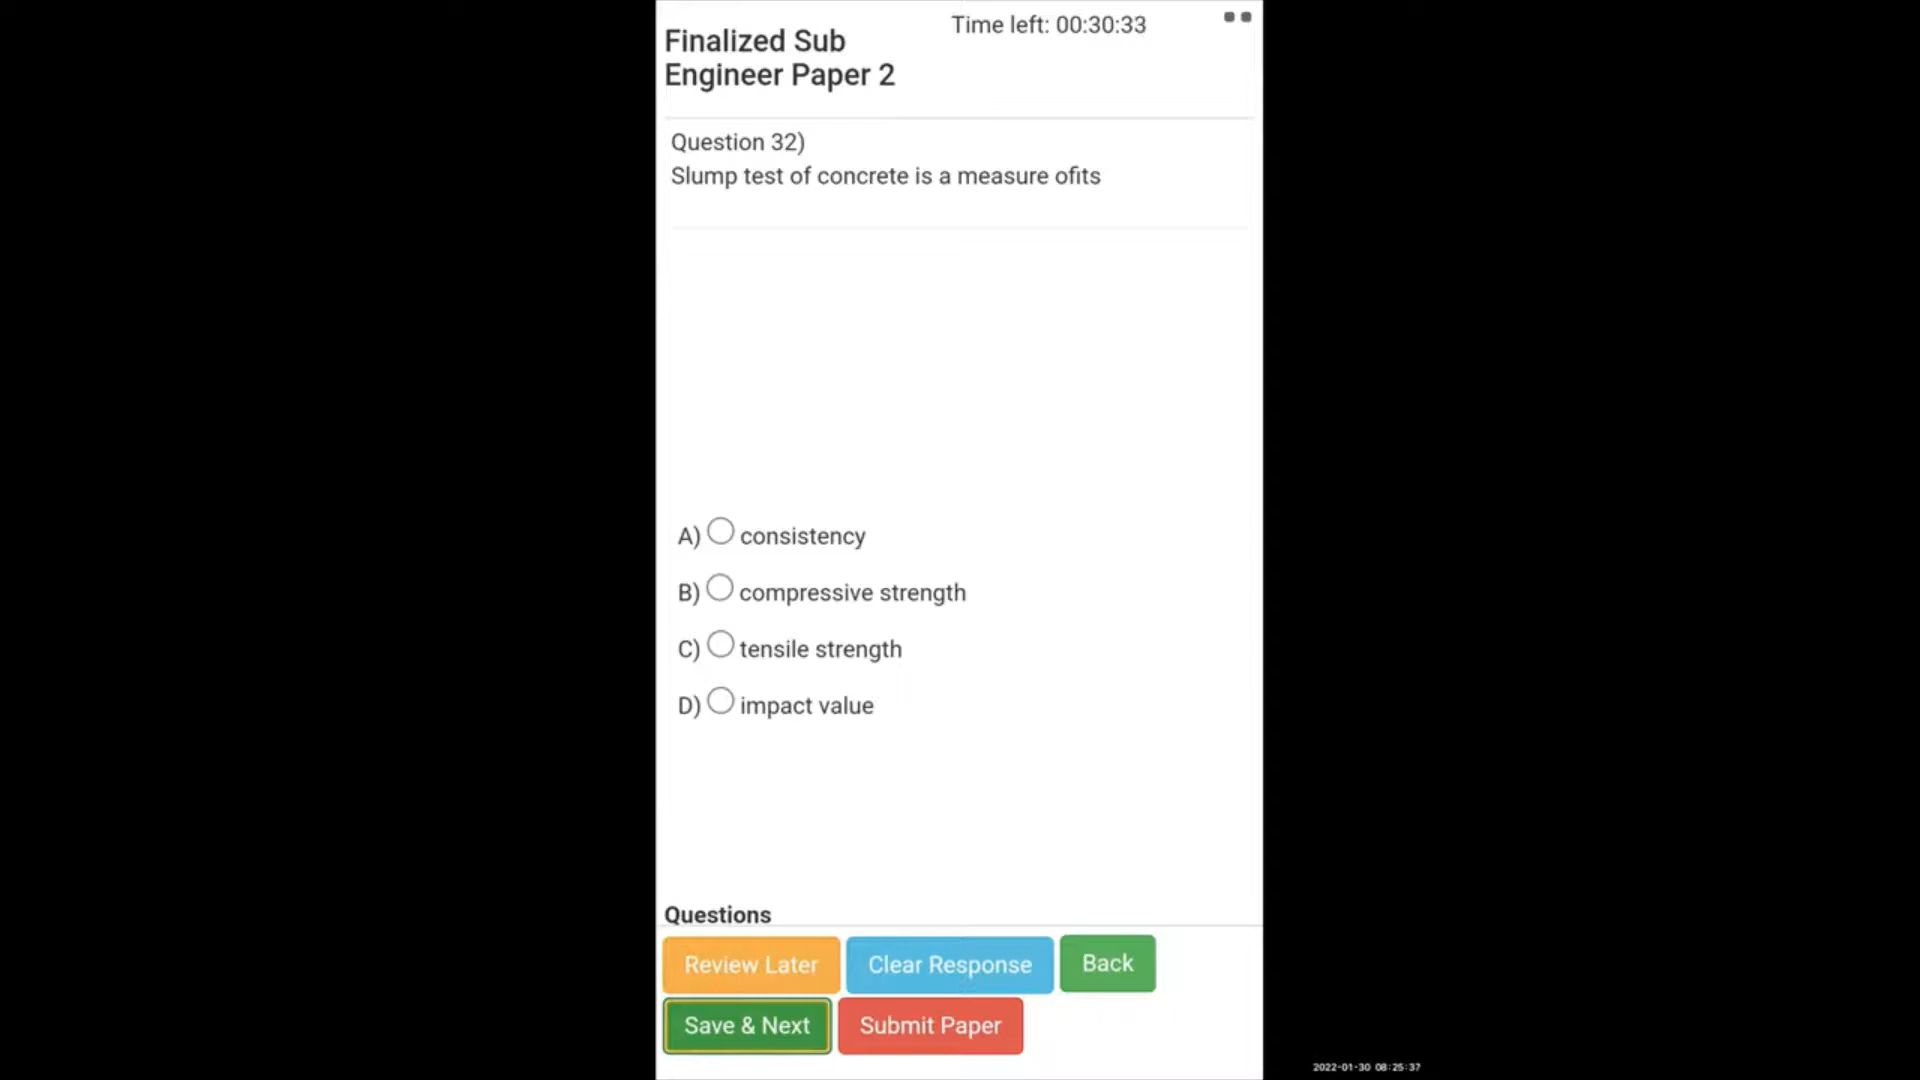 Time left: 00:30:33
Finalized Sub
Engineer Paper 2
Question 32)
Slump test of concrete is a measure ofits
A) consistency
B) compressive strength
C) tensile strength
D) impact value
Questions
Review Later Clear Response Back
Save & Next Submit Paper
2022-01-30 08:25:37